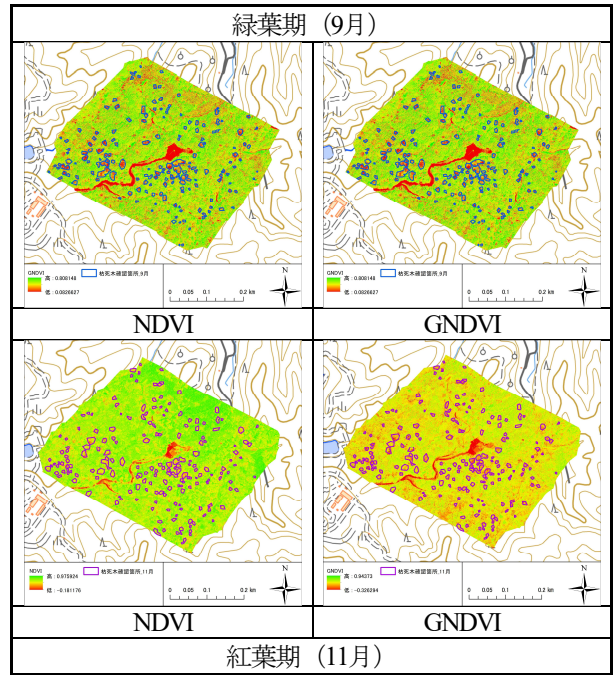 緑葉期（9月）
GNDVI
高 : 0.808148
低 : 0.0826627
枯死木確認箇所_9月
0 0.05 0.1 0.2 km
N
GNDVI
高 : 0.808148
低 : 0.0826627
枯死木確認箇所_9月
0 0.05 0.1 0.2 km
N
NDVI
GNDVI
NDVI
高 : 0.975924
低 : -0.181176
枯死木確認箇所_11月
0 0.05 0.1 0.2 km
N
GNDVI
高 : 0.94373
低 : -0.326294
枯死木確認箇所_11月
0 0.05 0.1 0.2 km
N
NDVI
GNDVI
紅葉期（11月）